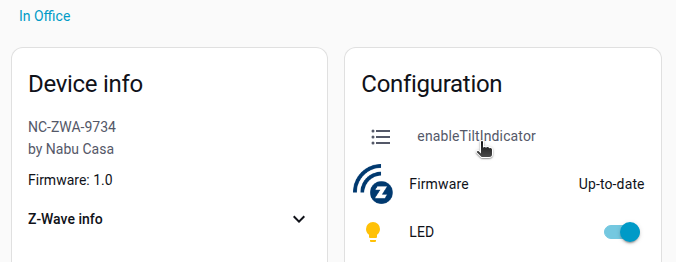 In Office
Device info
NC-ZWA-9734
by Nabu Casa
Firmware: 1.0
Z-Wave info
Configuration
enableTiltIndicator
Firmware Up-to-date
LED